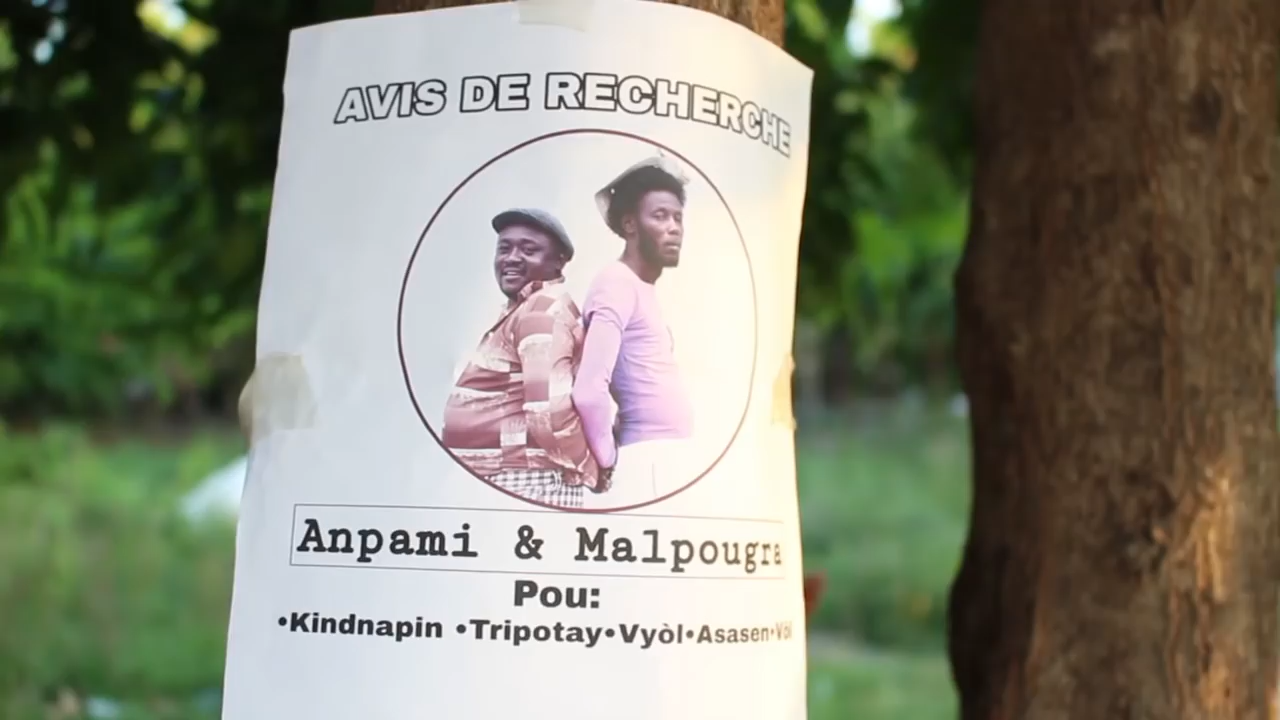 AVIS DE RECHERCHE
Anpami & Malpougra
Pou:
•Kindnapin •Tripotay•Vyòl•Asasen•Vòl